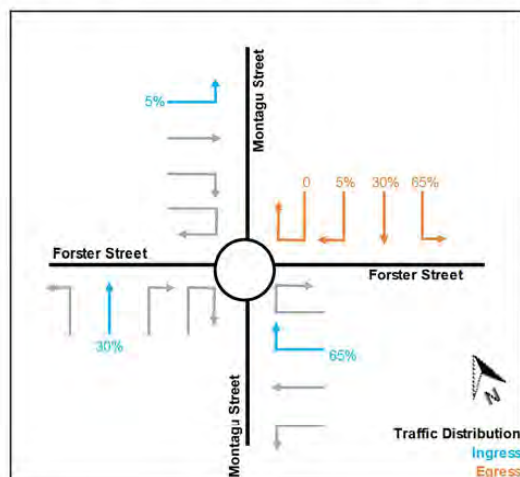 Montagu Street
5%
0 5% 30% 65%
Forster Street
Forster Street
30%
65%
Montagu Street
N
Traffic Distribution
Ingress
Egress